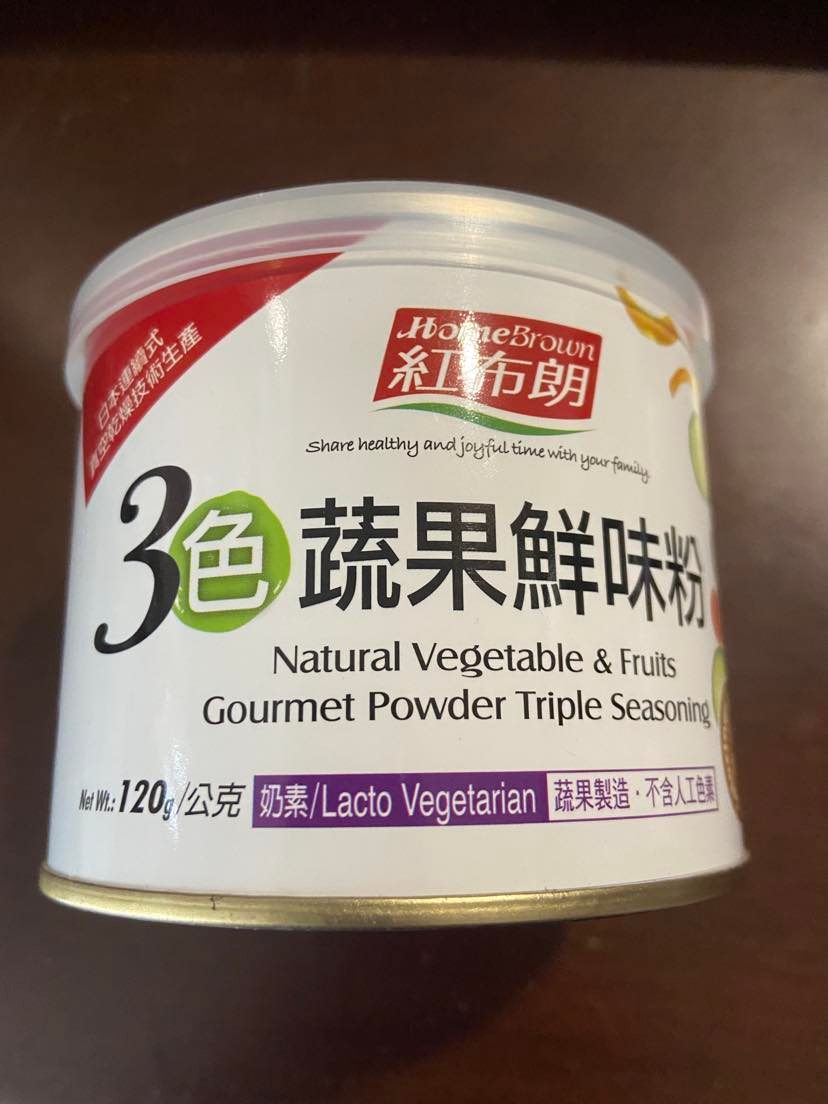 日本連續式
真空乾燥技術生產
HomeBrown
紅布朗
Share healthy and joyful time with your family.
3色蔬果鮮味粉
Natural Vegetable & Fruits
Gourmet Powder Triple Seasoning
Net Wt.: 120g/公克 奶素/Lacto Vegetarian 蔬果製造・不含人工色素